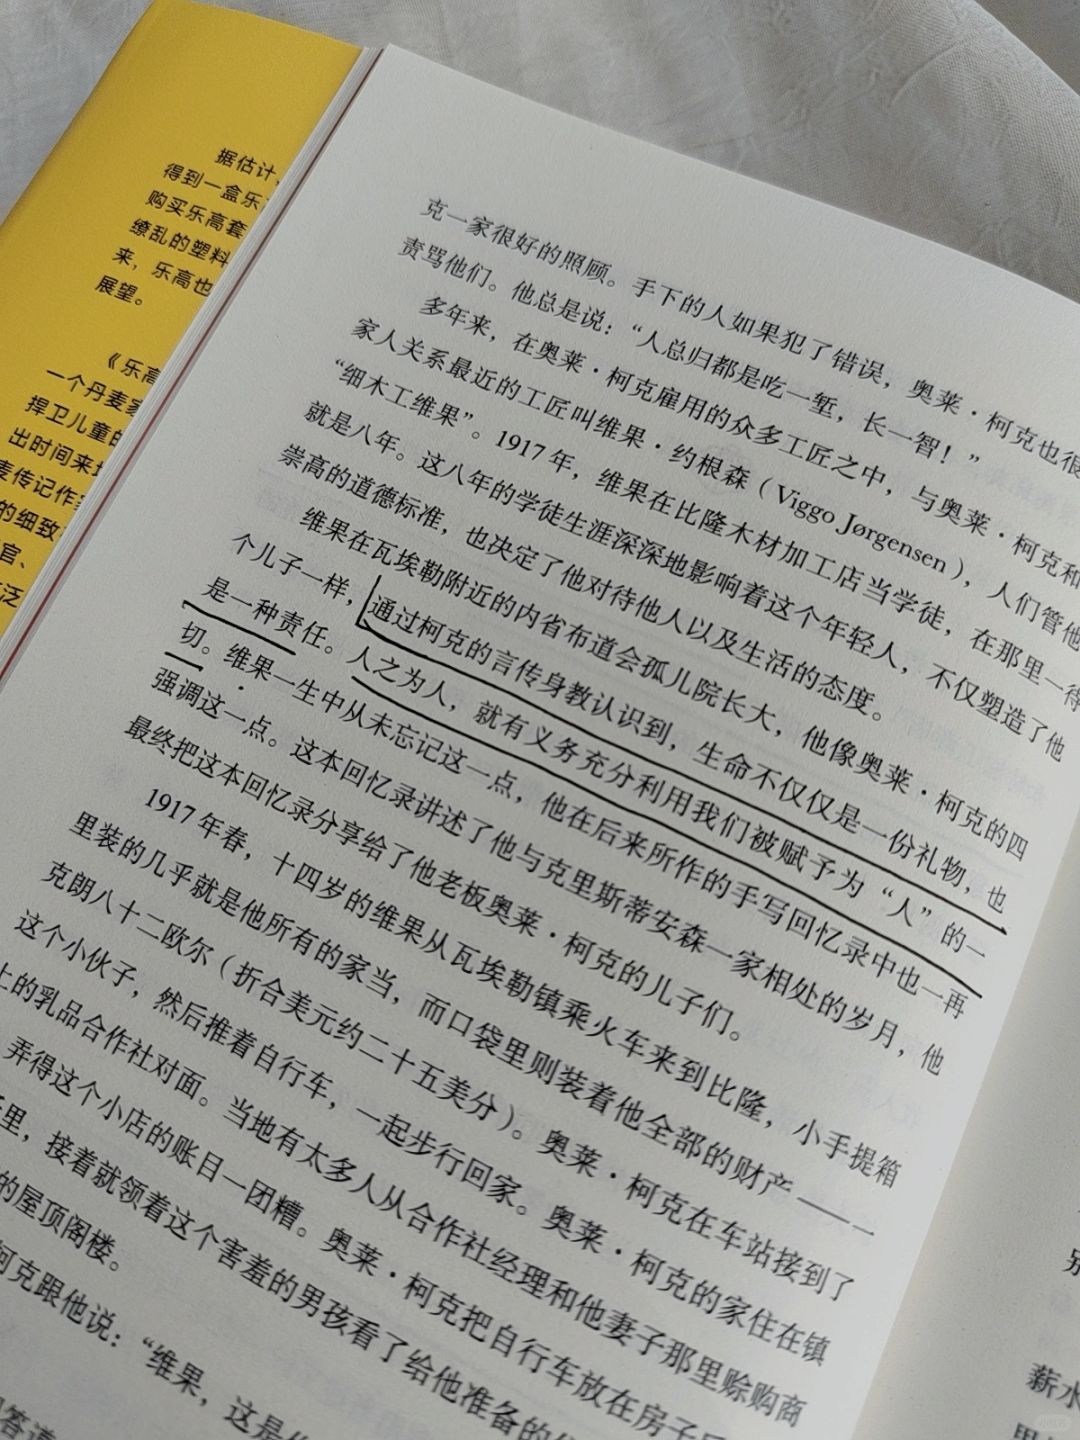 据估计，
得到一盒乐
购买乐高套
缭乱的塑料
来，乐高也
展望。
《乐高
一个丹麦家
捍卫儿童的
出时间来
麦传记作家
的细致
官、
泛
克一家很好的照顾。手下的人如果犯了错误，奥莱·柯克也很
责骂他们。他总是说：“人总归都是吃一堑，长一智！”
多年来，在奥莱·柯克雇用的众多工匠之中，与奥莱·柯克和
家人关系最近的工匠叫维果·约根森（Viggo Jørgensen），人们管他
“细木工维果”。1917年，维果在比隆木材加工店当学徒，在那里一待
就是八年。这八年的学徒生涯深深地影响着这个年轻人，不仅塑造了他
崇高的道德标准，也决定了他对待他人以及生活的态度。
维果在瓦埃勒附近的内省布道会孤儿院长大，他像奥莱·柯克的四
个儿子一样，通过柯克的言传身教认识到，生命不仅仅是一份礼物，也
是一种责任。人之为人，就有义务充分利用我们被赋予为“人”的一
切。维果一生中从未忘记这一点，他在后来所作的手写回忆录中也一再
强调这一点。这本回忆录讲述了他与克里斯蒂安森一家相处的岁月，他
最终把这本回忆录分享给了他老板奥莱·柯克的儿子们。
1917年春，十四岁的维果从瓦埃勒镇乘火车来到比隆，小手提箱
里装的几乎就是他所有的家当，而口袋里则装着他全部的财产——一
克朗八十二欧尔（折合美元约二十五美分）。奥莱·柯克在车站接到了
这个小伙子，然后推着自行车，一起步行回家。奥莱·柯克的家住在镇
上的乳品合作社对面。当地有太多人从合作社经理和他妻子那里赊购商
弄得这个小店的账目一团糟。奥莱·柯克把自行车放在房子
里，接着就领着这个害羞的男孩看了给他准备的
的屋顶阁楼。
柯克跟他说：“维果，这是
薪水